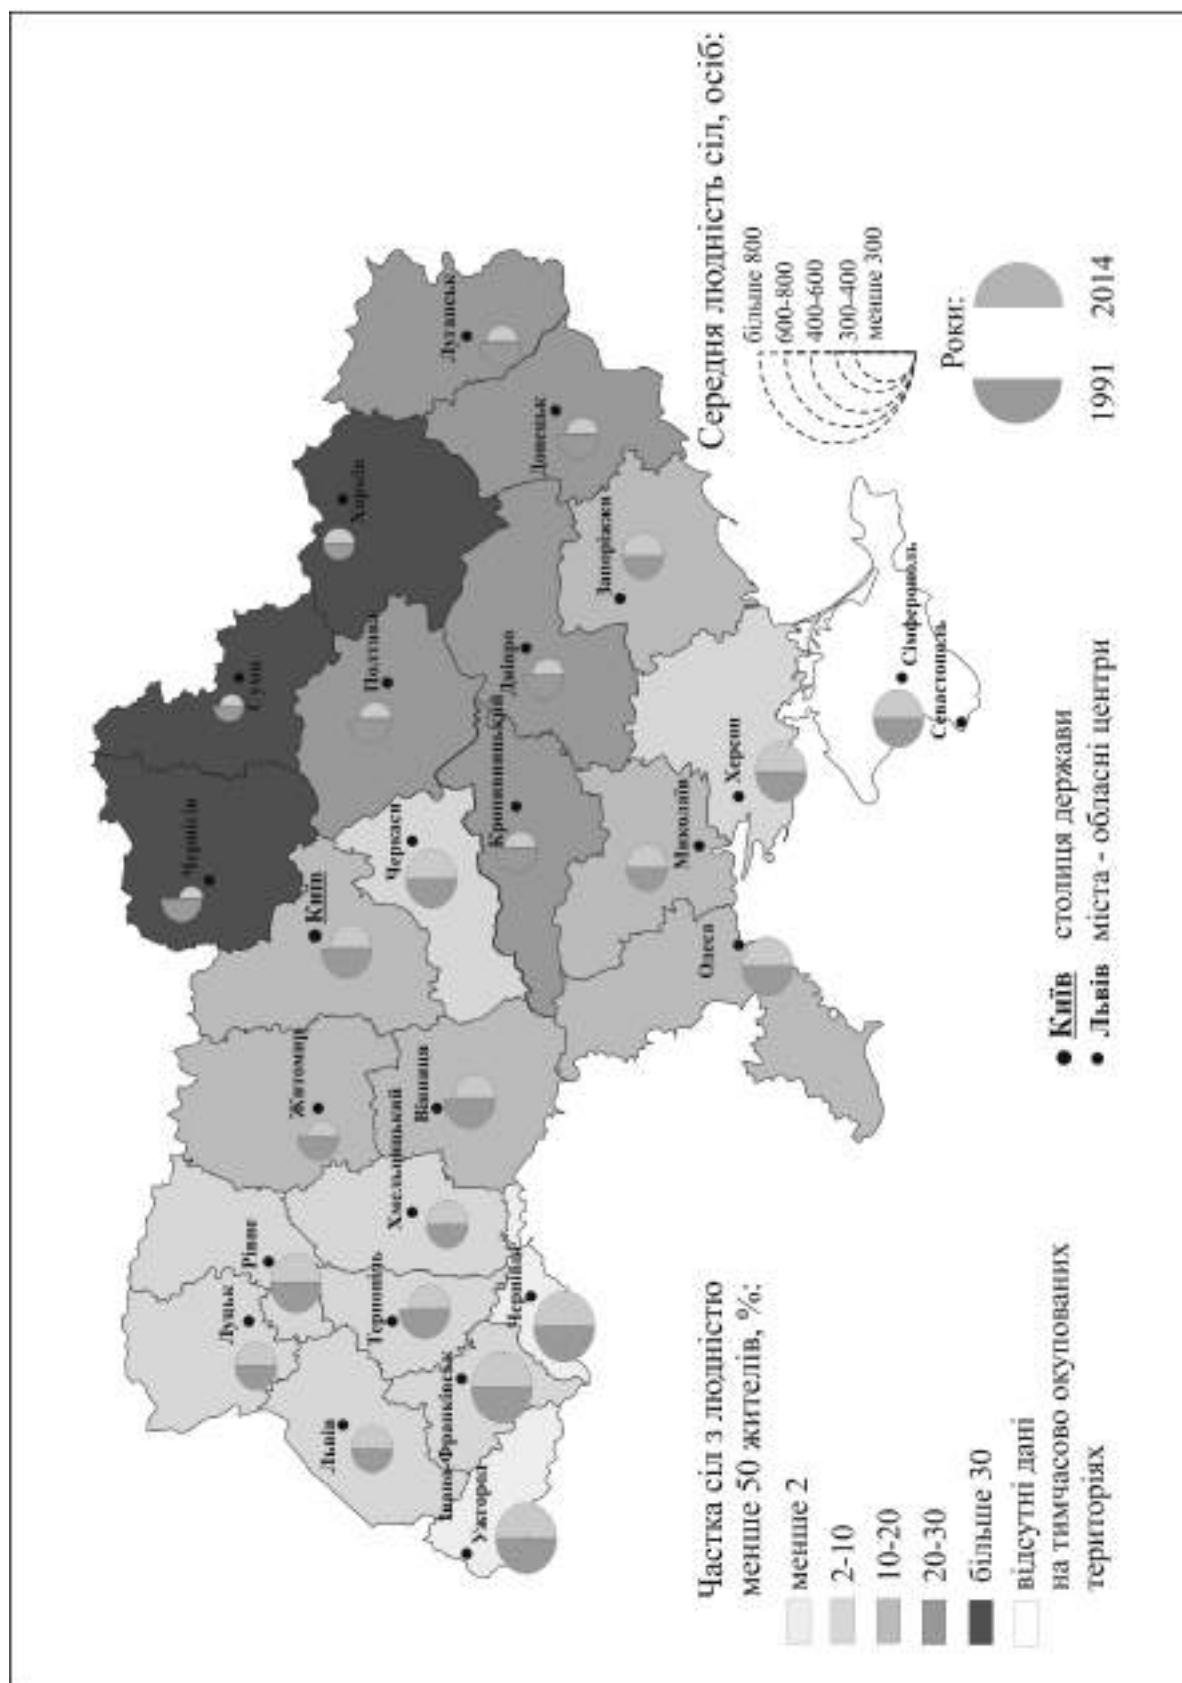 Чернігів
Суми
Харків
Луганськ
Луцьк
Рівне
Житомир
Київ
Полтава
Львів
Тернопіль
Хмельницький
Вінниця
Черкаси
Кропивницький
Дніпро
Донецьк
Ужгород
Івано-Франківськ
Чернівці
Запоріжжя
Миколаїв
Одеса
Херсон
Сімферополь
Севастополь
Частка сіл з людністю
менше 50 жителів, %:
менше 2
2-10
10-20
20-30
більше 30
відсутні дані
на тимчасово окупованих
територіях
Київ столиця держави
Львів міста - обласні центри
Середня людність сіл, осіб:
більше 800
600-800
400-600
300-400
менше 300
Роки:
1991 2014